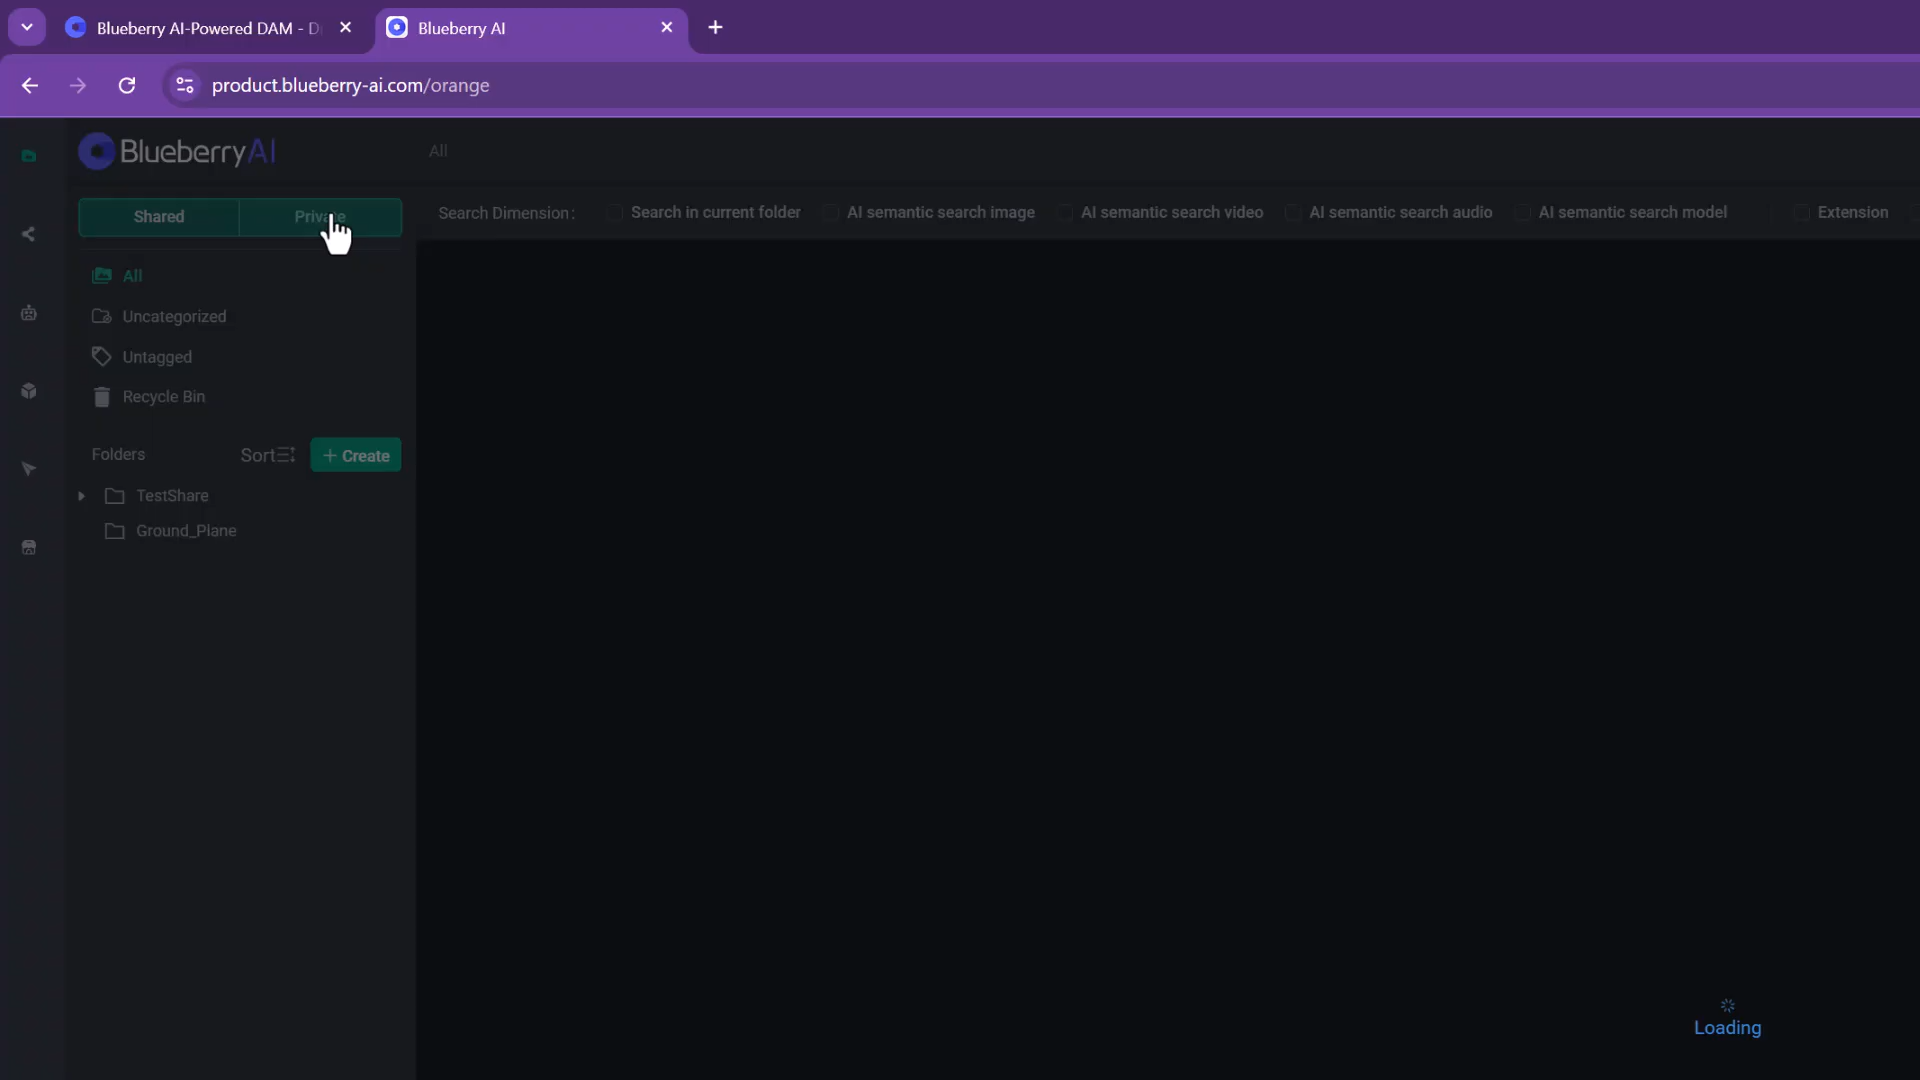 Blueberry AI-Powered DAM - D
Blueberry AI
product.blueberry-ai.com/orange
BlueberryAI
All
Shared
Private
Search Dimension:
Search in current folder
AI semantic search image
AI semantic search video
AI semantic search audio
AI semantic search model
Extension
All
Uncategorized
Untagged
Recycle Bin
Folders
Sort
+ Create
TestShare
Ground_Plane
Loading